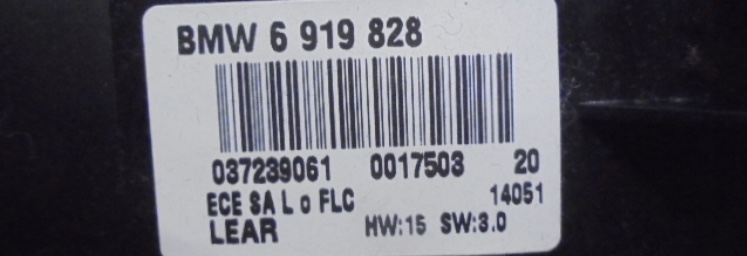 BMW 6 919 828
037239061 0017503 20
ECE SA L o FLC 14051
LEAR HW:15 SW:3.0